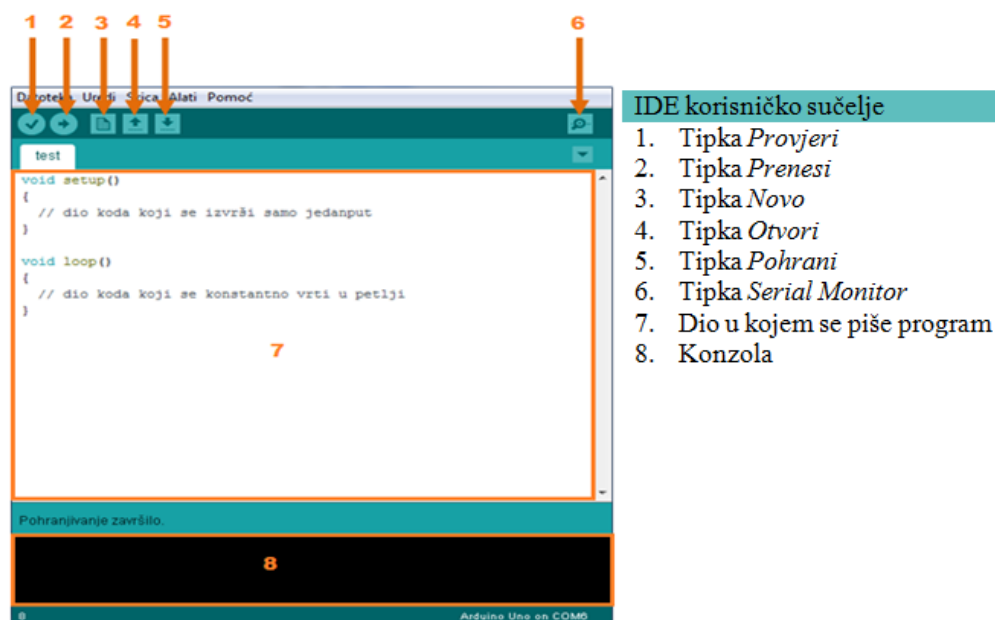 1 2 3 4 5 6
Datoteka Uredi Skica Alati Pomoć
test
void setup()
{
// dio koda koji se izvrši samo jedanput
}
void loop()
{
// dio koda koji se konstantno vrti u petlji
}
7
Pohranjivanje završilo.
8
8 Arduino Uno on COM6
IDE korisničko sučelje
1. Tipka Provjeri
2. Tipka Prenesi
3. Tipka Novo
4. Tipka Otvori
5. Tipka Pohrani
6. Tipka Serial Monitor
7. Dio u kojem se piše program
8. Konzola